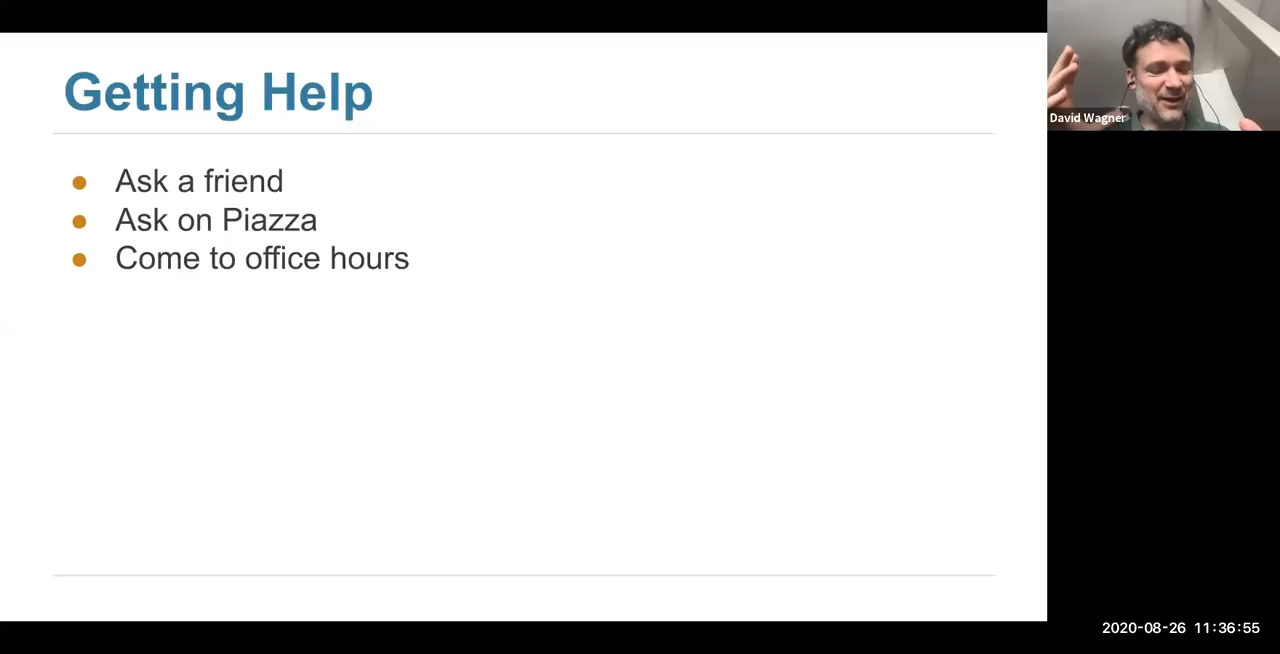 Getting Help
Ask a friend
Ask on Piazza
Come to office hours
David Wagner
2020-08-26 11:36:55